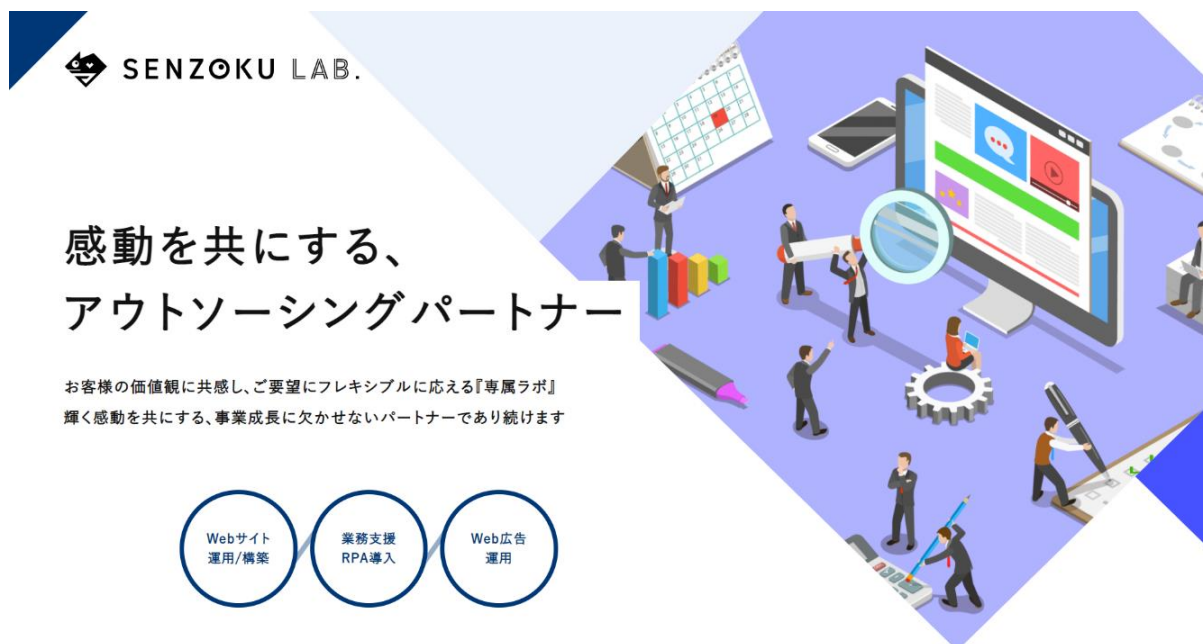 SENZOKU LAB.
感動を共にする、
アウトソーシングパートナー
お客様の価値観に共感し、ご要望にフレキシブルに応える『専属ラボ』
輝く感動を共にする、事業成長に欠かせないパートナーであり続けます
Webサイト
運用/構築
業務支援
RPA導入
Web広告
運用